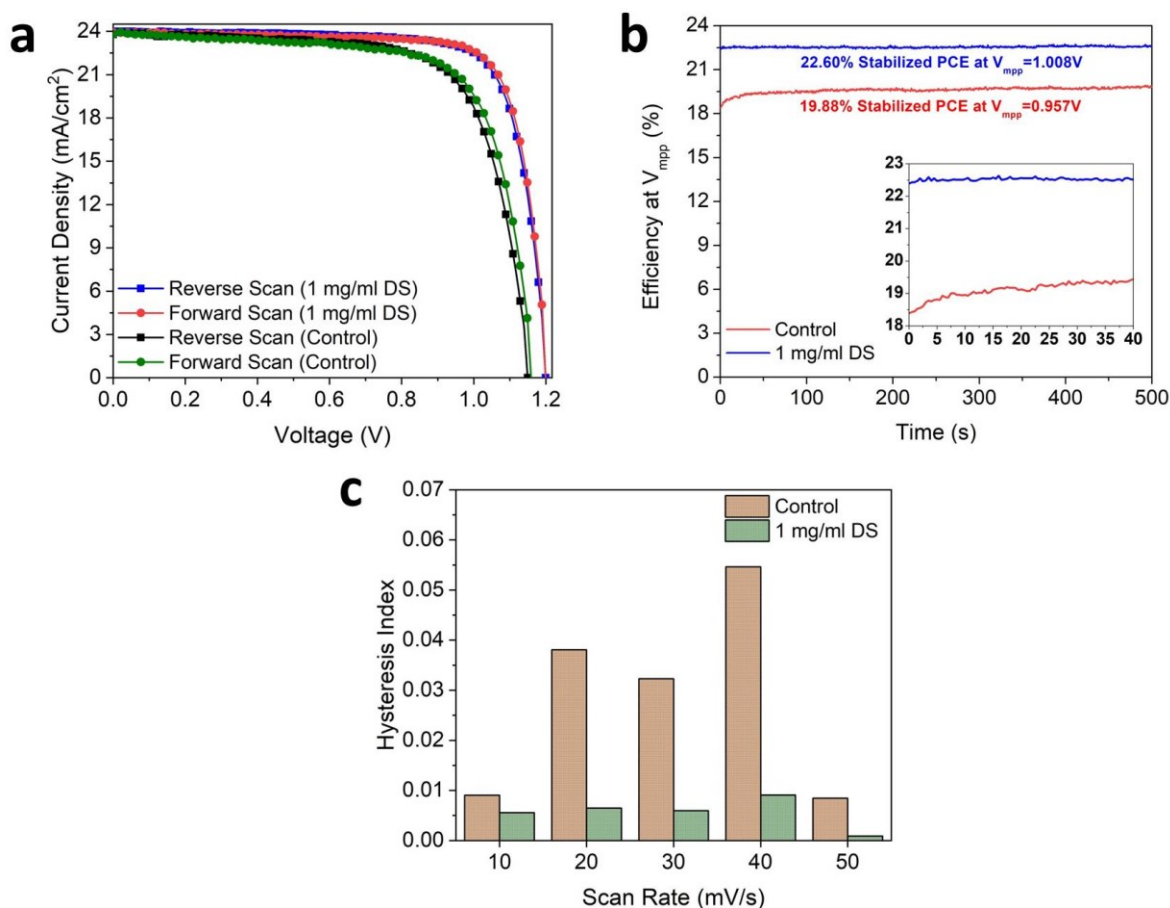 a
24
21
18
15
12
9
6
3
0
Current Density (mA/cm²)
Reverse Scan (1 mg/ml DS)
Forward Scan (1 mg/ml DS)
Reverse Scan (Control)
Forward Scan (Control)
0.0 0.2 0.4 0.6 0.8 1.0 1.2
Voltage (V)
b
24
21
18
15
12
9
6
3
0
Efficiency at Vmpp (%)
22.60% Stabilized PCE at Vmpp=1.008V
19.88% Stabilized PCE at Vmpp=0.957V
23
22
21
19
19
18
0 5 10 15 20 25 30 35 40
Control
1 mg/ml DS
0 100 200 300 400 500
Time (s)
c
0.07
0.06
0.05
0.04
0.03
0.02
0.01
0.00
Hysteresis Index
Control
1 mg/ml DS
10 20 30 40 50
Scan Rate (mV/s)